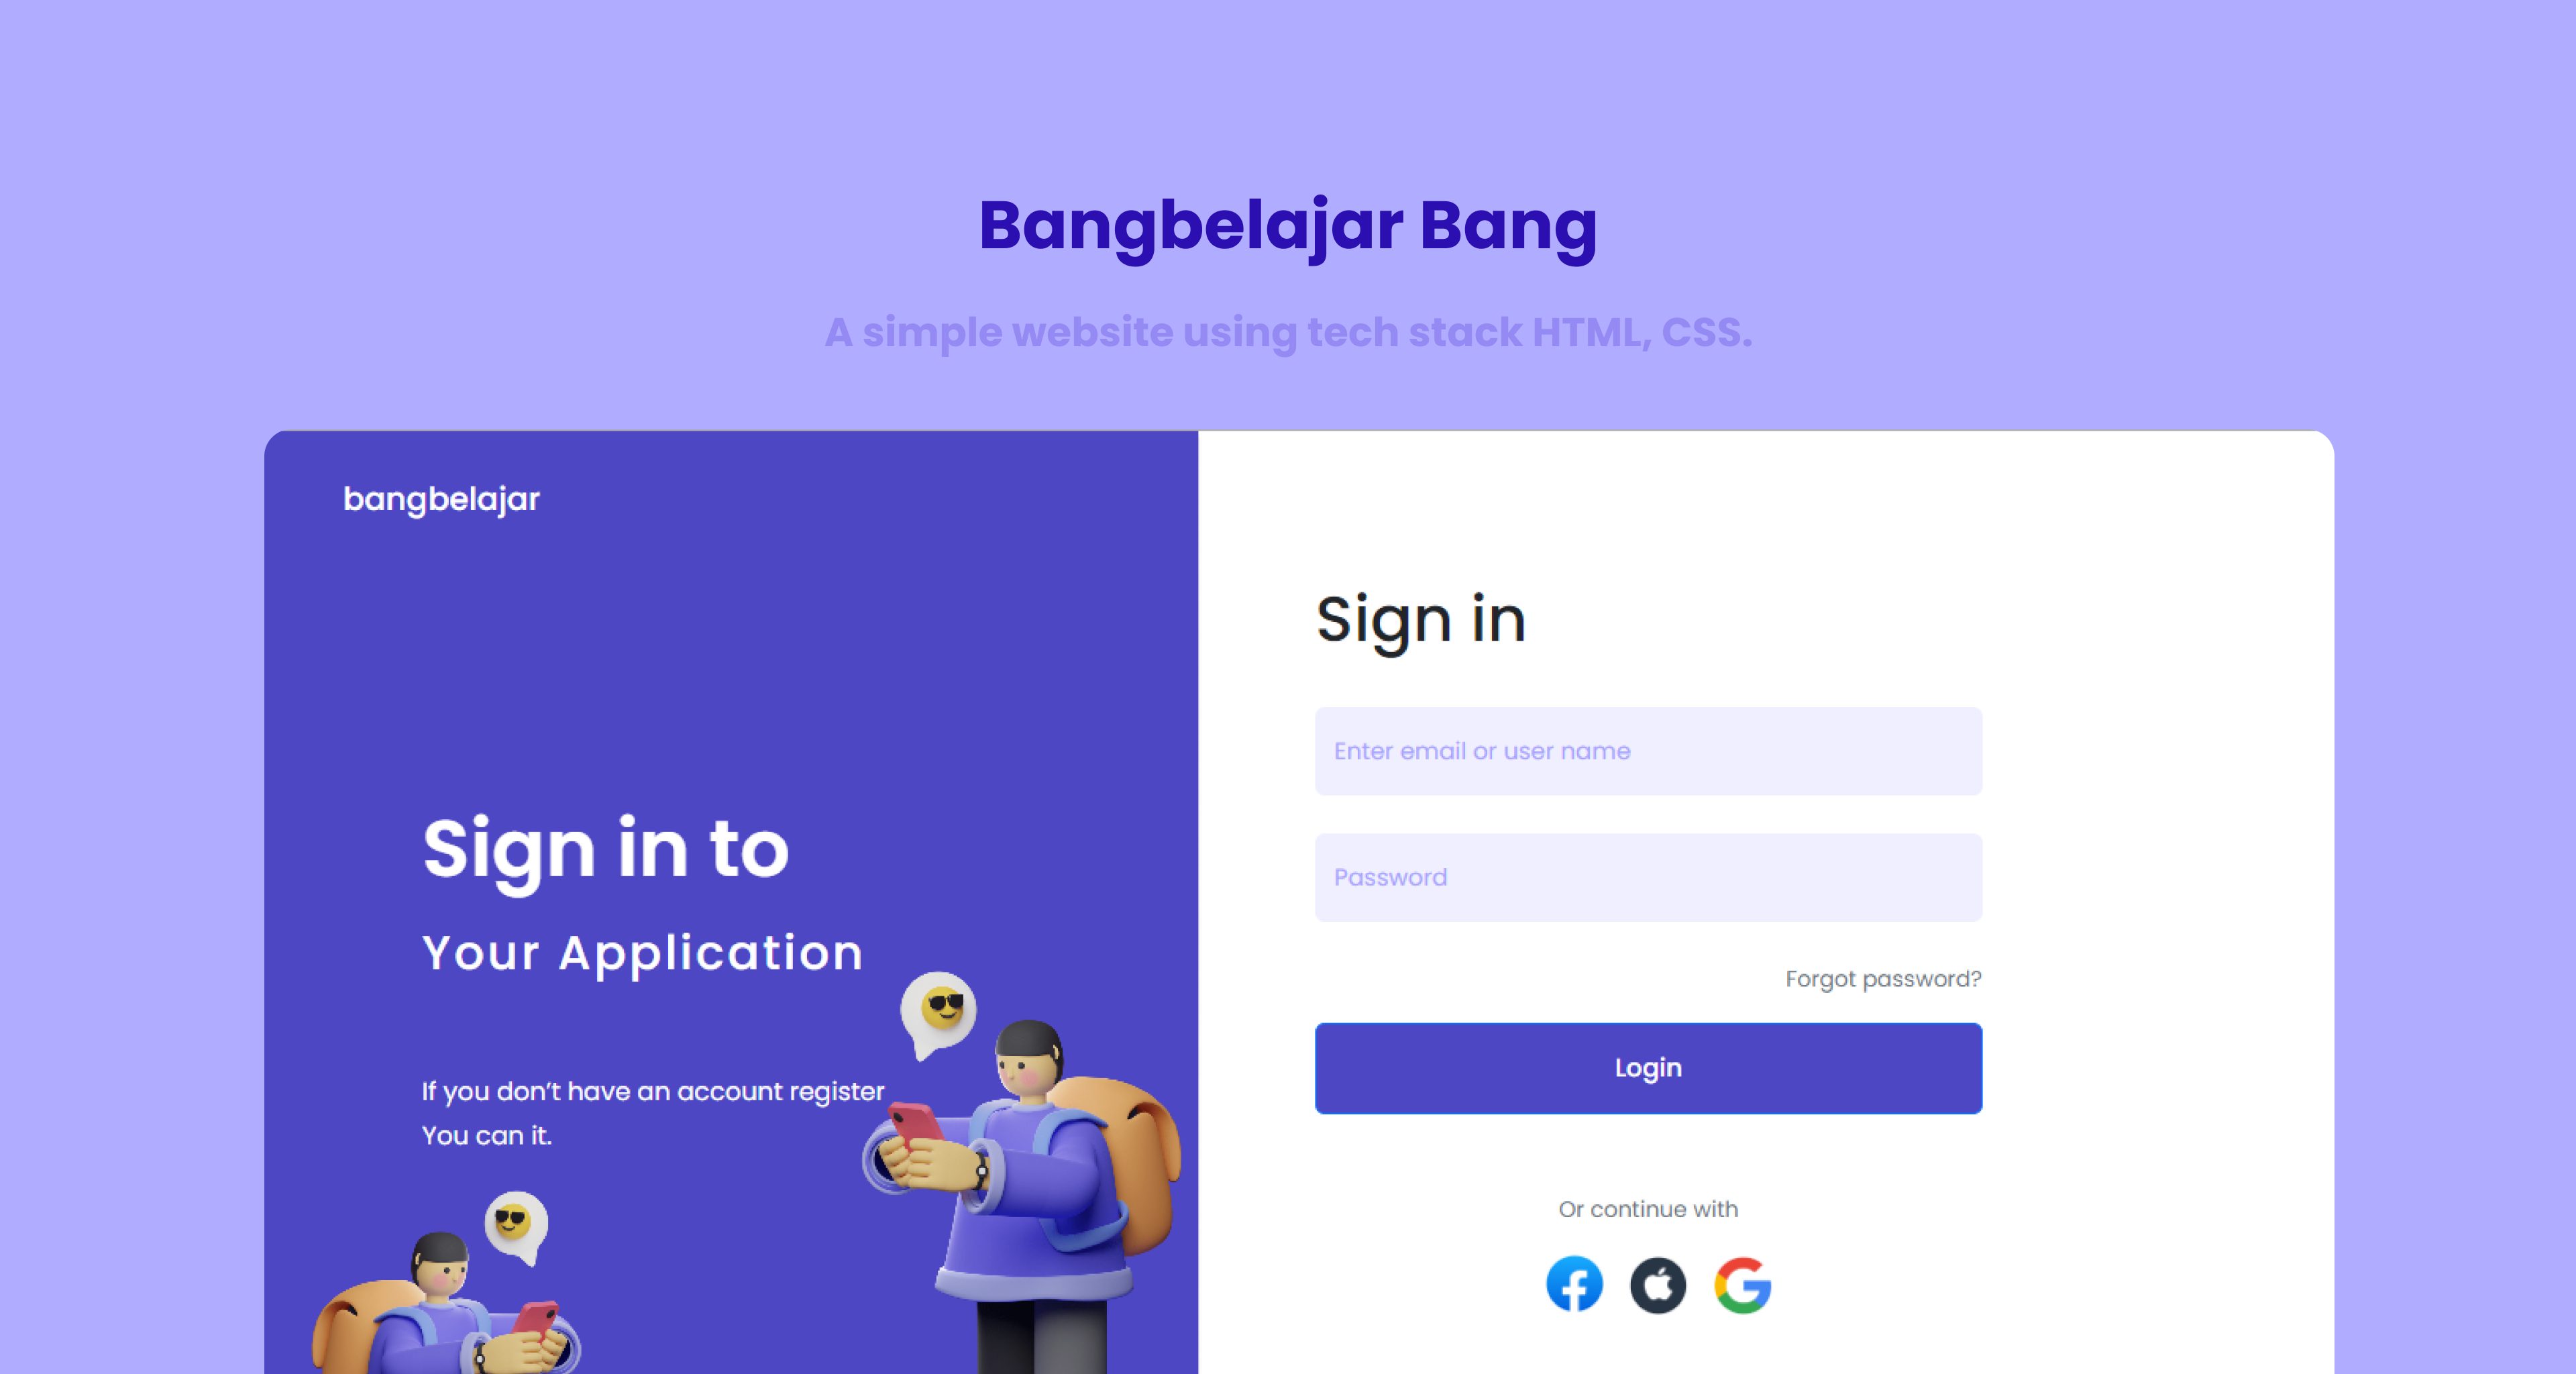 Bangbelajar Bang
A simple website using tech stack HTML, CSS.
bangbelajar
Sign in to
Your Application
If you don’t have an account register
You can it.
Sign in
Enter email or user name
Password
Forgot password?
Login
Or continue with